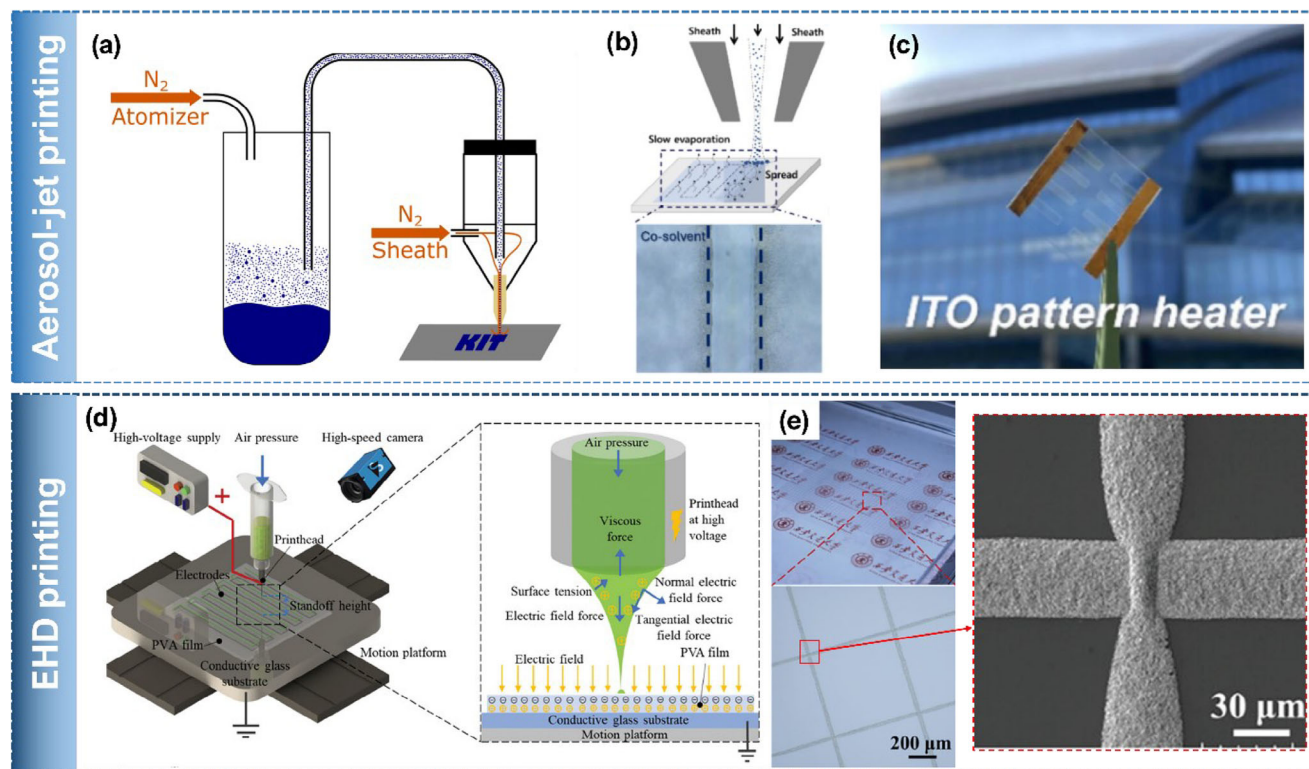 Aerosol-jet printing
(a)
N2
Atomizer
N2
Sheath
KIT
(b)
Sheath
Sheath
Slow evaporation
Spread
Co-solvent
(c)
ITO pattern heater
EHD printing
(d)
High-voltage supply
Air pressure
High-speed camera
+
Printhead
Electrodes
Standoff height
PVA film
Conductive glass
substrate
Motion platform
Air pressure
Viscous
force
Printhead
at high
voltage
Surface tension
Normal electric
field force
Electric field force
Tangential electric
field force
PVA film
Electric field
Conductive glass substrate
Motion platform
(e)
200 μm
30 μm